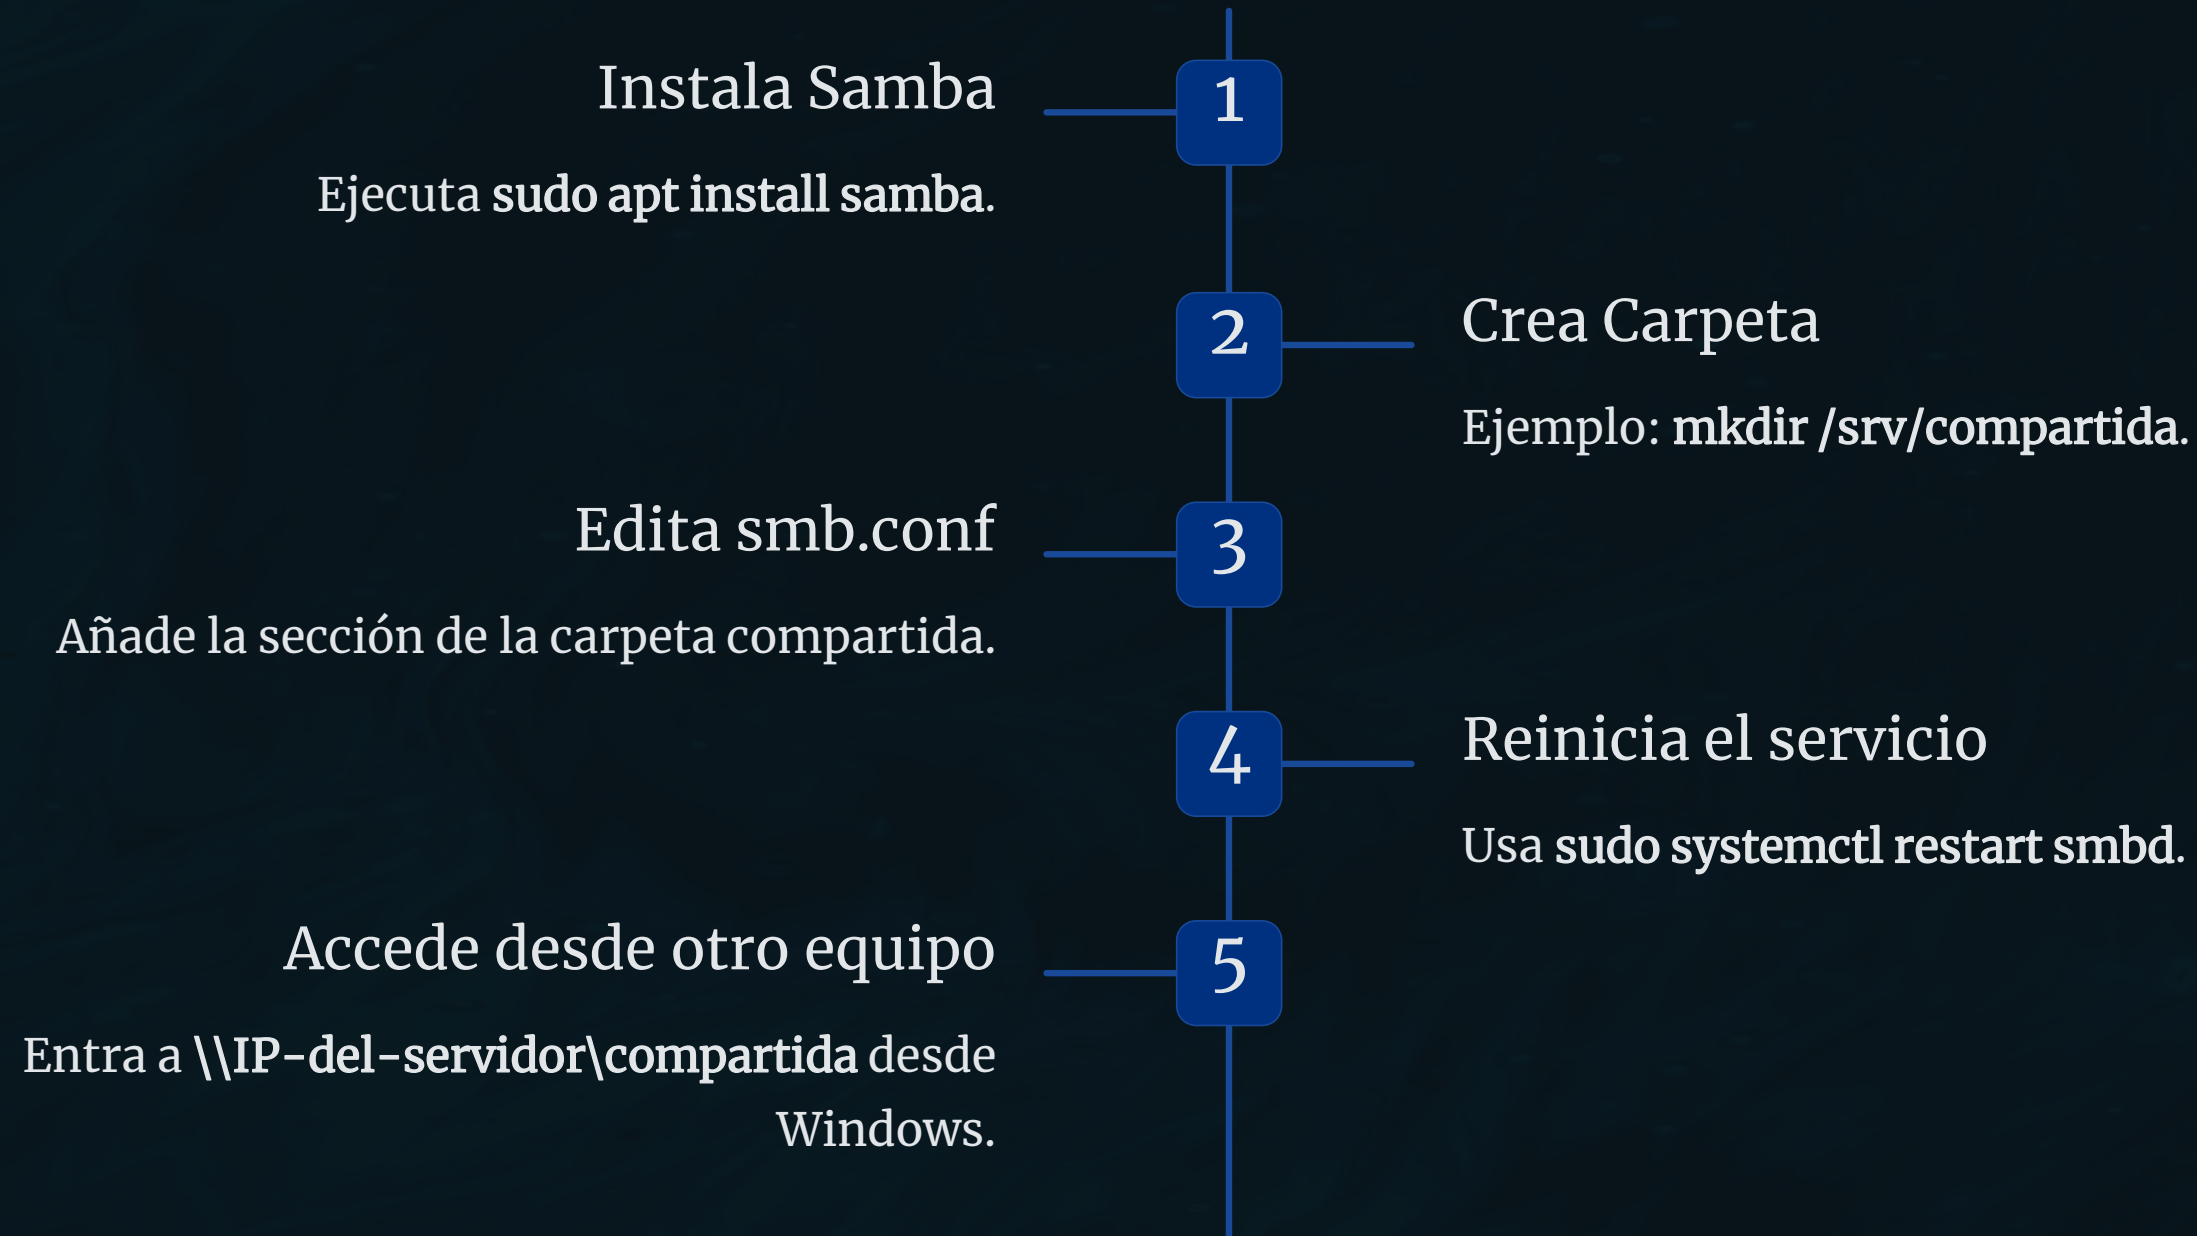 1
Instala Samba
Ejecuta sudo apt install samba.
2
Crea Carpeta
Ejemplo: mkdir /srv/compartida.
3
Edita smb.conf
Añade la sección de la carpeta compartida.
4
Reinicia el servicio
Usa sudo systemctl restart smbd.
5
Accede desde otro equipo
Entra a \\IP-del-servidor\compartida desde
Windows.